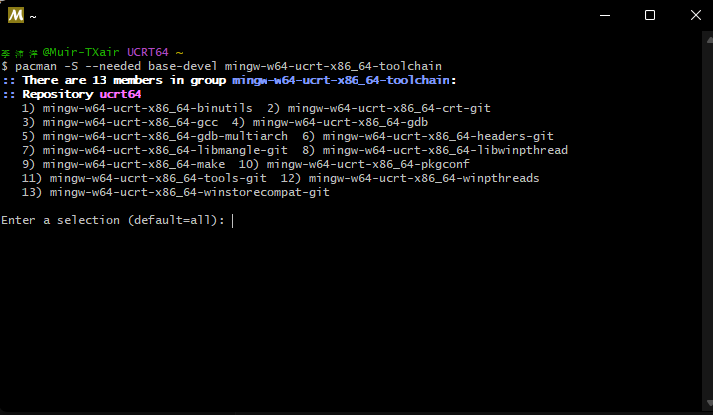 ~
李 沛 洋 @Muir-TXair UCRT64 ~
$ pacman -S --needed base-devel mingw-w64-ucrt-x86_64-toolchain
:: There are 13 members in group mingw-w64-ucrt-x86_64-toolchain:
:: Repository ucrt64
1) mingw-w64-ucrt-x86_64-binutils 2) mingw-w64-ucrt-x86_64-crt-git
3) mingw-w64-ucrt-x86_64-gcc 4) mingw-w64-ucrt-x86_64-gdb
5) mingw-w64-ucrt-x86_64-gdb-multiarch 6) mingw-w64-ucrt-x86_64-headers-git
7) mingw-w64-ucrt-x86_64-libmangle-git 8) mingw-w64-ucrt-x86_64-libwinpthread
9) mingw-w64-ucrt-x86_64-make 10) mingw-w64-ucrt-x86_64-pkgconf
11) mingw-w64-ucrt-x86_64-tools-git 12) mingw-w64-ucrt-x86_64-winpthreads
13) mingw-w64-ucrt-x86_64-winstorecompat-git
Enter a selection (default=all):